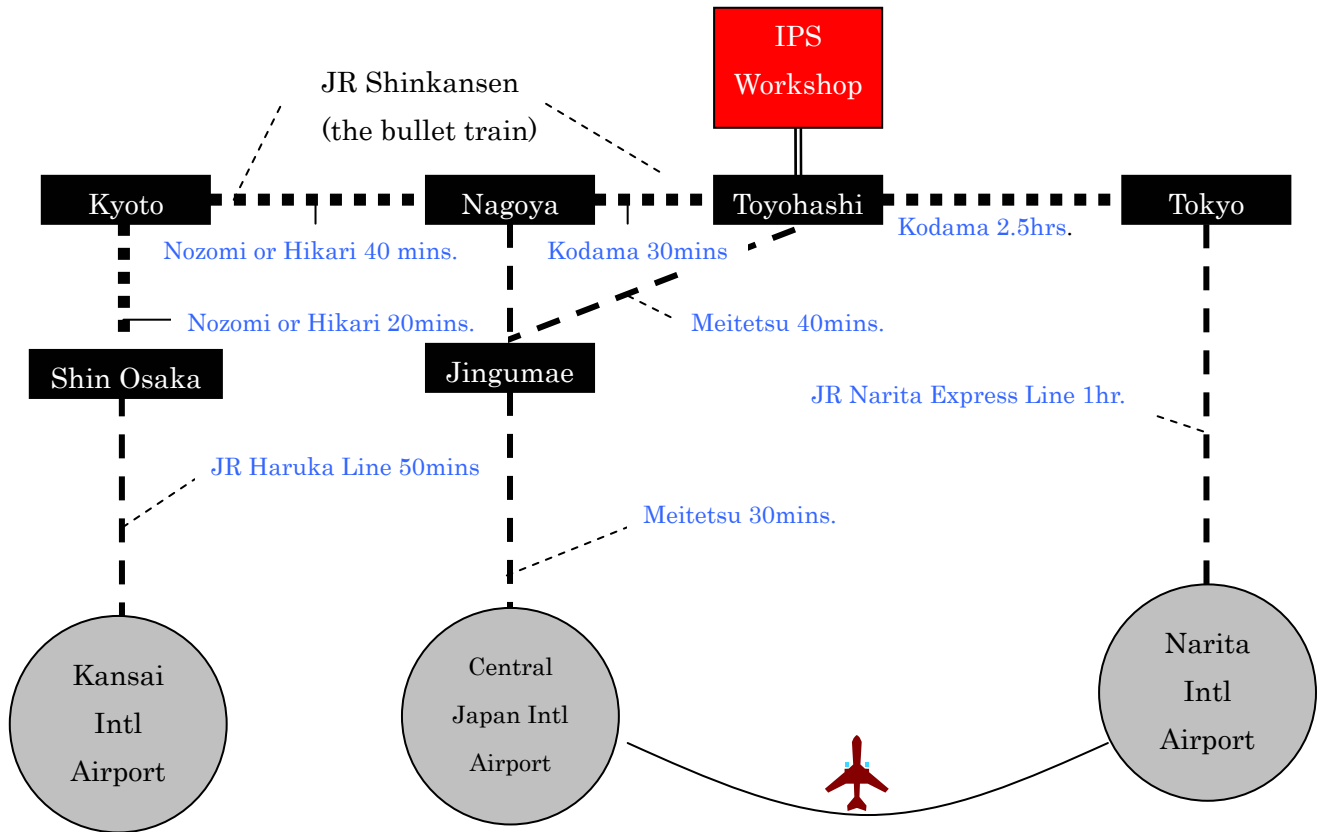 IPS
Workshop
JR Shinkansen
(the bullet train)
Kyoto
Nagoya
Toyohashi
Tokyo
Nozomi or Hikari 40 mins.
Kodama 30mins
Kodama 2.5hrs.
Nozomi or Hikari 20mins.
Meitetsu 40mins.
Shin Osaka
Jingumae
JR Narita Express Line 1hr.
JR Haruka Line 50mins
Meitetsu 30mins.
Kansai
Intl
Airport
Central
Japan Intl
Airport
Narita
Intl
Airport